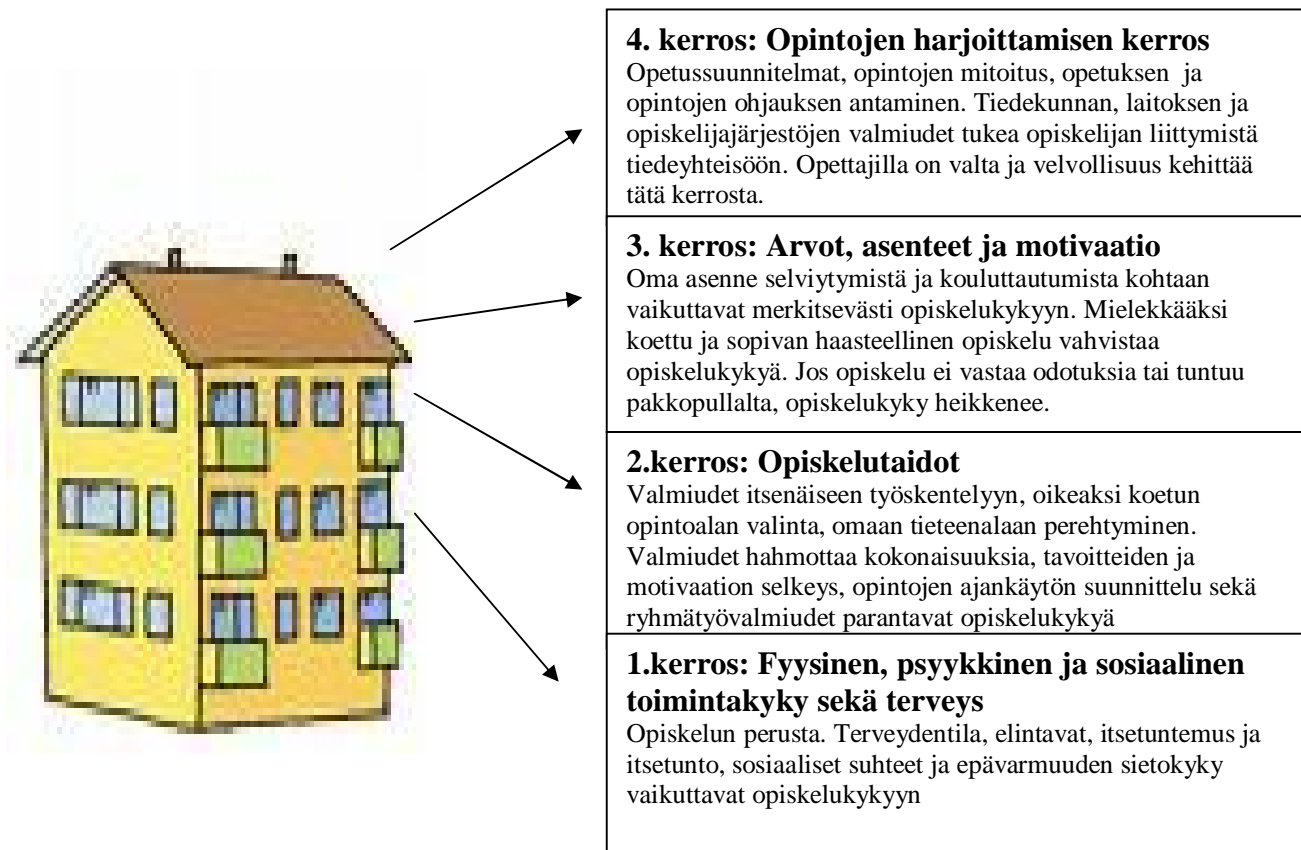 4. kerros: Opintojen harjoittamisen kerros
Opetussuunnitelmat, opintojen mitoitus, opetuksen ja
opintojen ohjauksen antaminen. Tiedekunnan, laitoksen ja
opiskelijajärjestöjen valmiudet tukea opiskelijan liittymistä
tiedeyhteisöön. Opettajilla on valta ja velvollisuus kehittää
tätä kerrosta.
3. kerros: Arvot, asenteet ja motivaatio
Oma asenne selviytymistä ja kouluttautumista kohtaan
vaikuttavat merkitsevästi opiskelukykyyn. Mielekkääksi
koettu ja sopivan haasteellinen opiskelu vahvistaa
opiskelukykyä. Jos opiskelu ei vastaa odotuksia tai tuntuu
pakkopullalta, opiskelukyky heikkenee.
2.kerros: Opiskelutaidot
Valmiudet itsenäiseen työskentelyyn, oikeaksi koetun
opintoalan valinta, omaan tieteenalaan perehtyminen.
Valmiudet hahmottaa kokonaisuuksia, tavoitteiden ja
motivaation selkeys, opintojen ajankäytön suunnittelu sekä
ryhmätyövalmiudet parantavat opiskelukykyä
1.kerros: Fyysinen, psyykkinen ja sosiaalinen
toimintakyky sekä terveys
Opiskelun perusta. Terveydentila, elintavat, itsetuntemus ja
itsetunto, sosiaaliset suhteet ja epävarmuuden sietokyky
vaikuttavat opiskelukykyyn